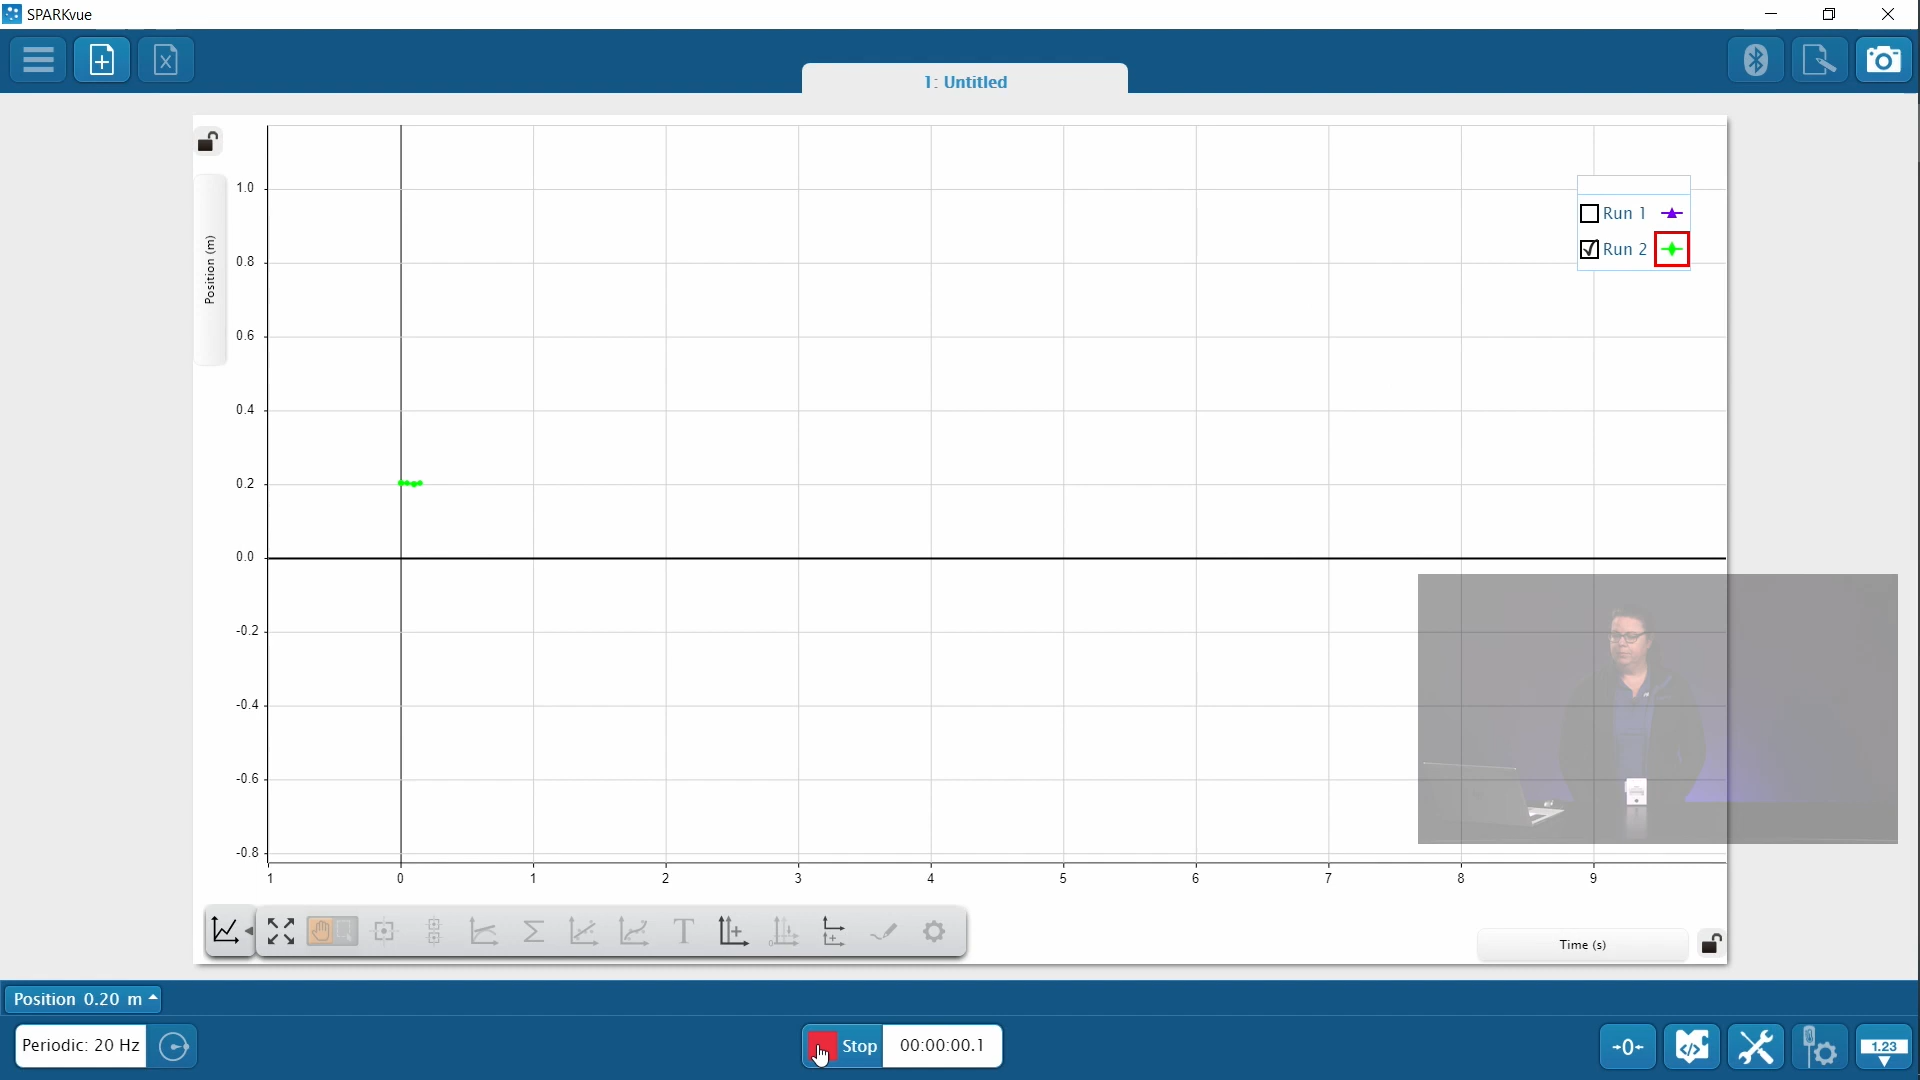 SPARKvue
1: Untitled
Position (m)
1.0
0.8
0.6
0.4
0.2
0.0
-0.2
-0.4
-0.6
-0.8
Run 1
Run 2
1 0 1 2 3 4 5 6 7 8 9
Time (s)
Position 0.20 m
Periodic: 20 Hz
Stop 00:00:00.1
→0←
1.23